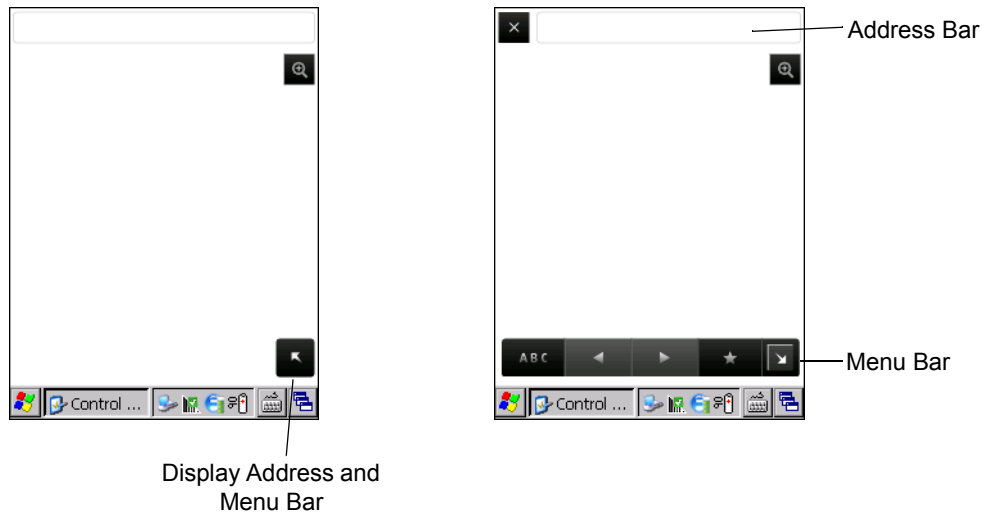 Address Bar
ABC
Menu Bar
Control ...
Control ...
Display Address and
Menu Bar